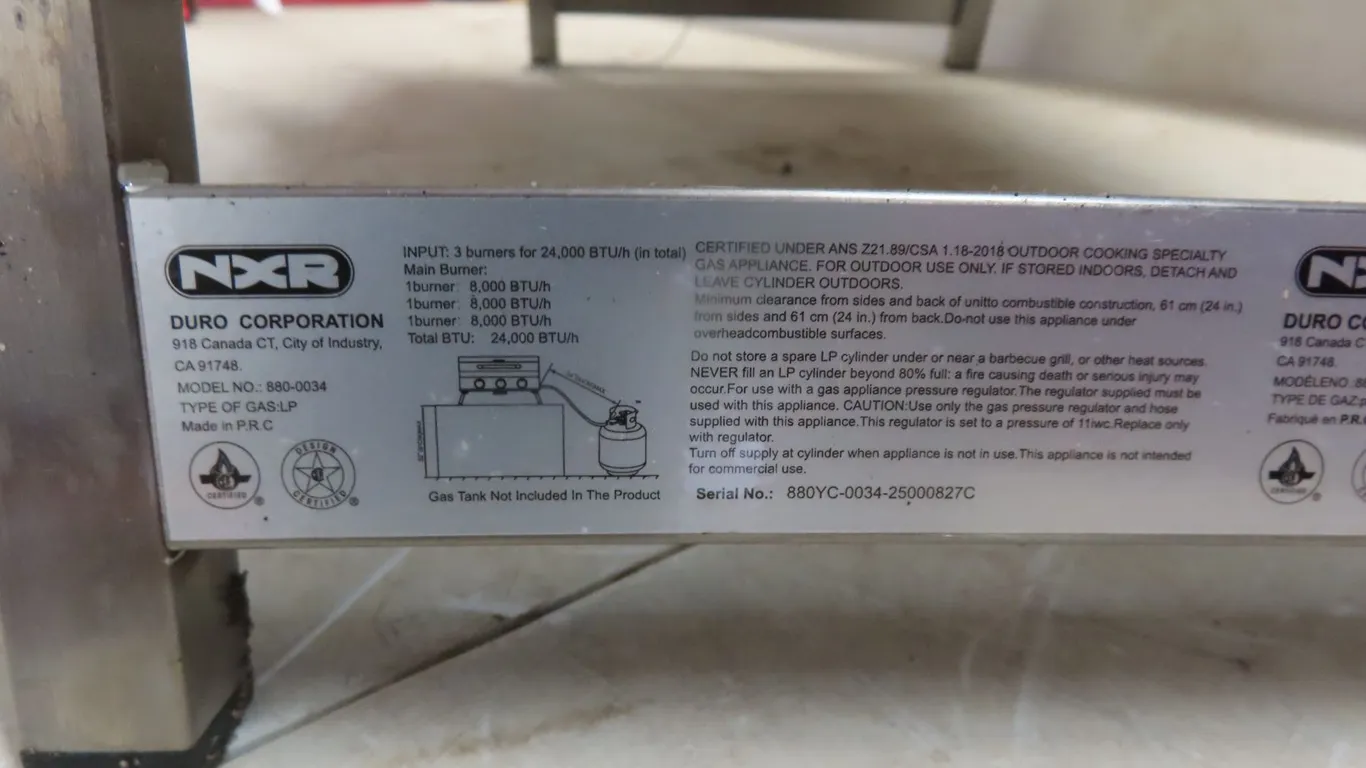 NXR
DURO CORPORATION
918 Canada CT, City of Industry,
CA 91748.
MODEL NO.: 880-0034
TYPE OF GAS:LP
Made in P.R.C
CERTIFIED
®
DESIGN
CERTIFIED
®
INPUT: 3 burners for 24,000 BTU/h (in total)
Main Burner:
1burner: 8,000 BTU/h
1burner: 8,000 BTU/h
1burner: 8,000 BTU/h
Total BTU: 24,000 BTU/h
Gas Tank Not Included In The Product
CERTIFIED UNDER ANS Z21.89/CSA 1.18-2018 OUTDOOR COOKING SPECIALTY
GAS APPLIANCE. FOR OUTDOOR USE ONLY. IF STORED INDOORS, DETACH AND
LEAVE CYLINDER OUTDOORS.
Minimum clearance from sides and back of unitto combustible construction, 61 cm (24 in.)
from sides and 61 cm (24 in.) from back.Do-not use this appliance under
overheadcombustible surfaces.
Do not store a spare LP cylinder under or near a barbecue grill, or other heat sources.
NEVER fill an LP cylinder beyond 80% full: a fire causing death or serious injury may
occur.For use with a gas appliance pressure regulator.The regulator supplied must be
used with this appliance. CAUTION:Use only the gas pressure regulator and hose
supplied with this appliance.This regulator is set to a pressure of 11iwc.Replace only
with regulator.
Turn off supply at cylinder when appliance is not in use.This appliance is not intended
for commercial use.
Serial No.: 880YC-0034-25000827C
DURO
918 Canada
CA 91748.
MODÈLENO
TYPE DE GAZ:
Fabriqué en P.R.
CERTIFIED
®